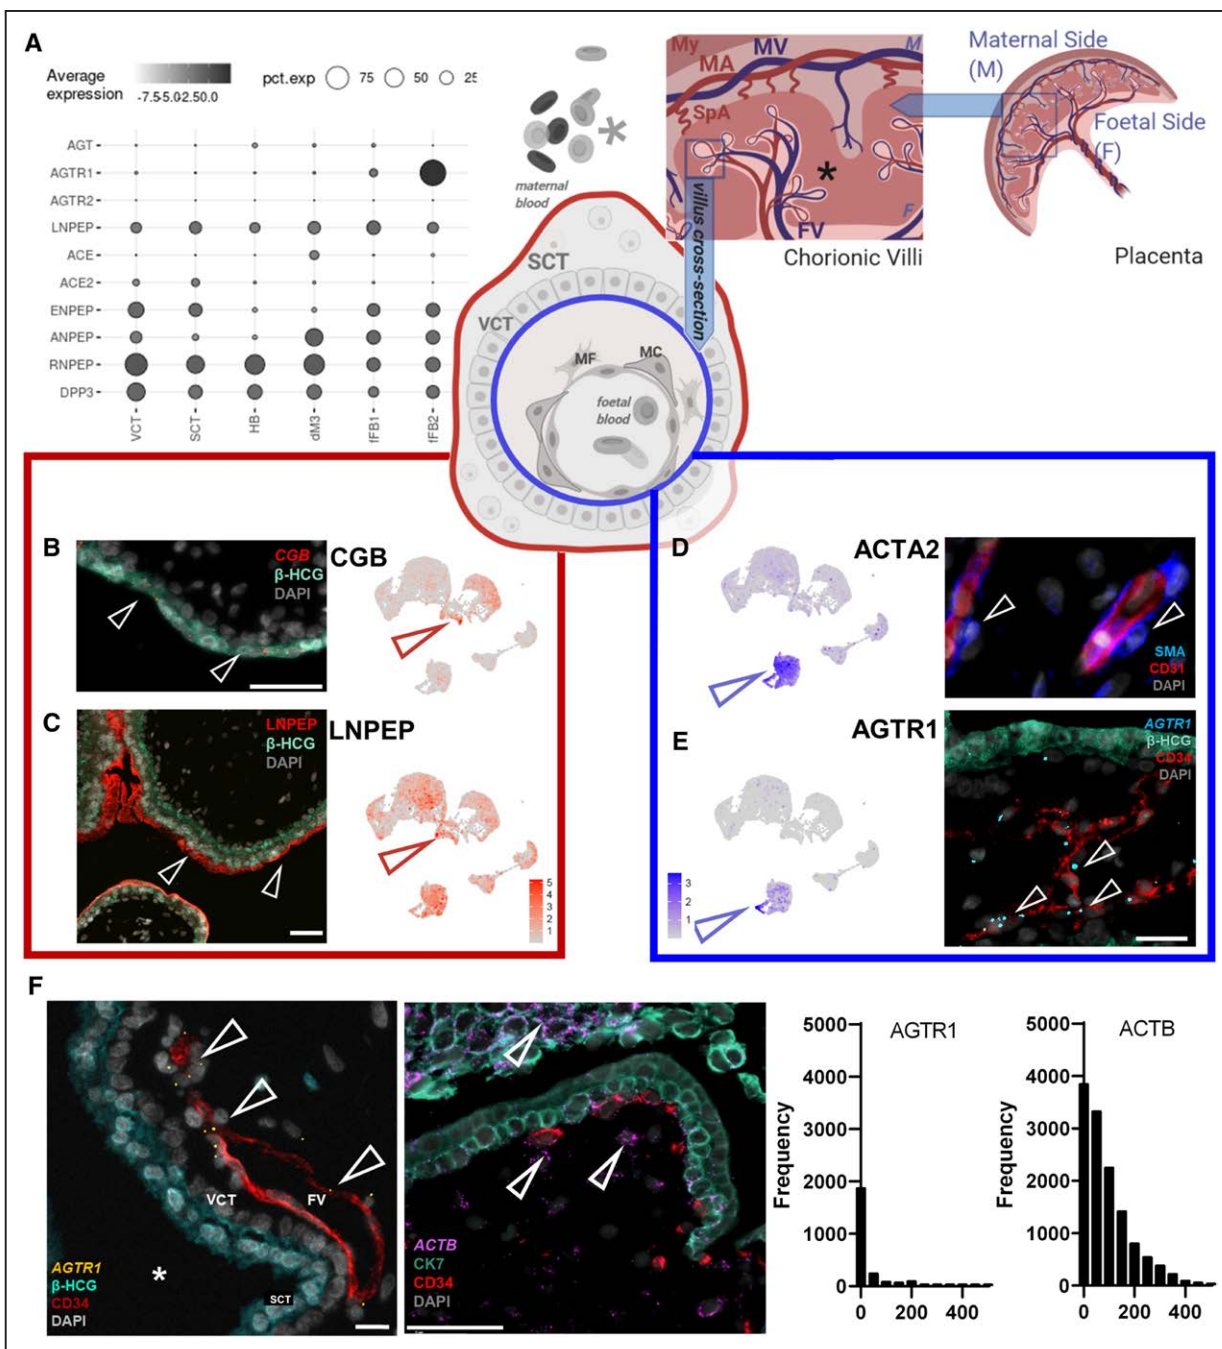 A
Average
expression
-7.5-5.0-2.50.0
pct.exp
75
50
25
AGT
AGTR1
AGTR2
LNPEP
ACE
ACE2
ENPEP
ANPEP
RNPEP
DPP3
VCT
SCT
HB
dM3
fFB1
fFB2
maternal
blood
*
SCT
VCT
MF
MC
foetal
blood
My
MV
M
MA
SpA
*
FV
F
villus cross-section
Chorionic Villi
Maternal Side
(M)
Foetal Side
(F)
Placenta
B
CGB
β-HCG
DAPI
CGB
C
LNPEP
β-HCG
DAPI
LNPEP
5
4
3
2
1
D
ACTA2
SMA
CD31
DAPI
E
AGTR1
3
2
1
AGTR1
β-HCG
CD34
DAPI
F
VCT
FV
SCT
*
AGTR1
β-HCG
CD34
DAPI
ACTB
CK7
CD34
DAPI
AGTR1
Frequency
5000
4000
3000
2000
1000
0
0
200
400
ACTB
Frequency
5000
4000
3000
2000
1000
0
0
200
400